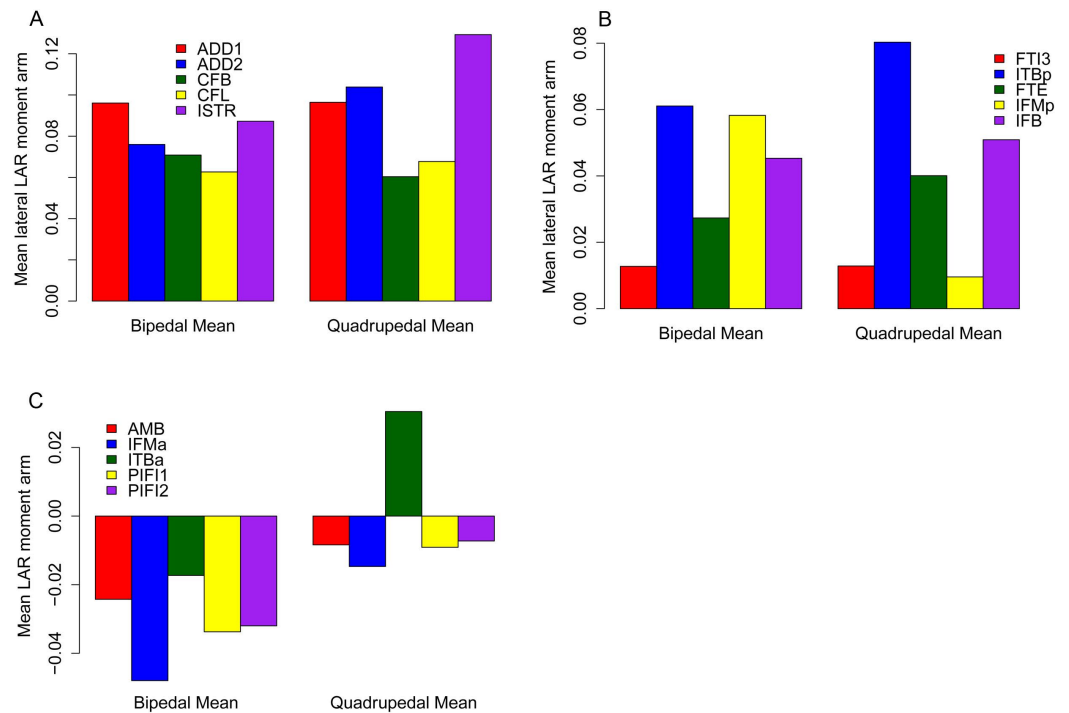 A
Mean lateral LAR moment arm
0.12
0.08
0.04
0.00
ADD1
ADD2
CFB
CFL
ISTR
Bipedal Mean
Quadrupedal Mean
B
Mean lateral LAR moment arm
0.08
0.06
0.04
0.02
0.00
FTI3
ITBp
FTE
IFMp
IFB
Bipedal Mean
Quadrupedal Mean
C
Mean LAR moment arm
0.02
0.00
−0.02
−0.04
AMB
IFMa
ITBa
PIFI1
PIFI2
Bipedal Mean
Quadrupedal Mean